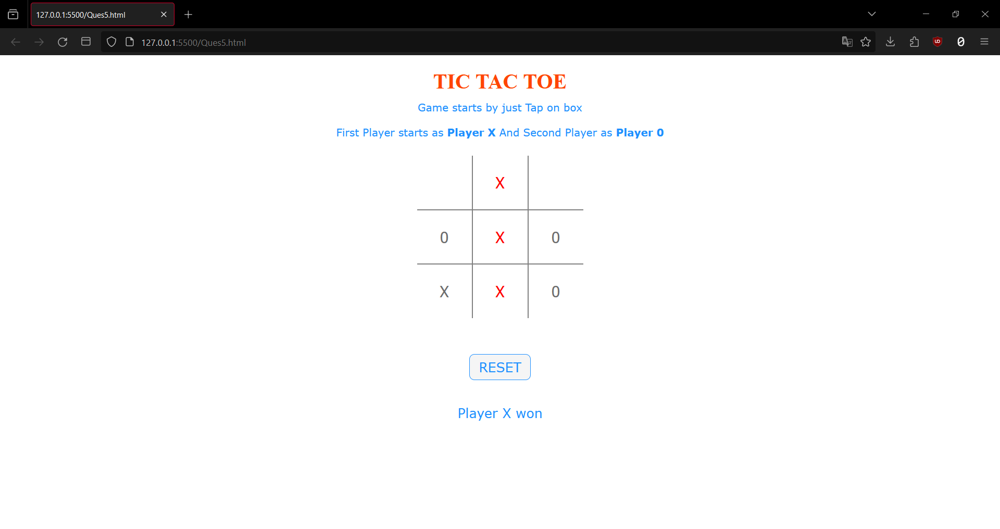 127.0.0.1:5500/Ques5.html
127.0.0.1:5500/Ques5.html
TIC TAC TOE
Game starts by just Tap on box
First Player starts as Player X And Second Player as Player 0
X
0 X 0
X X 0
RESET
Player X won